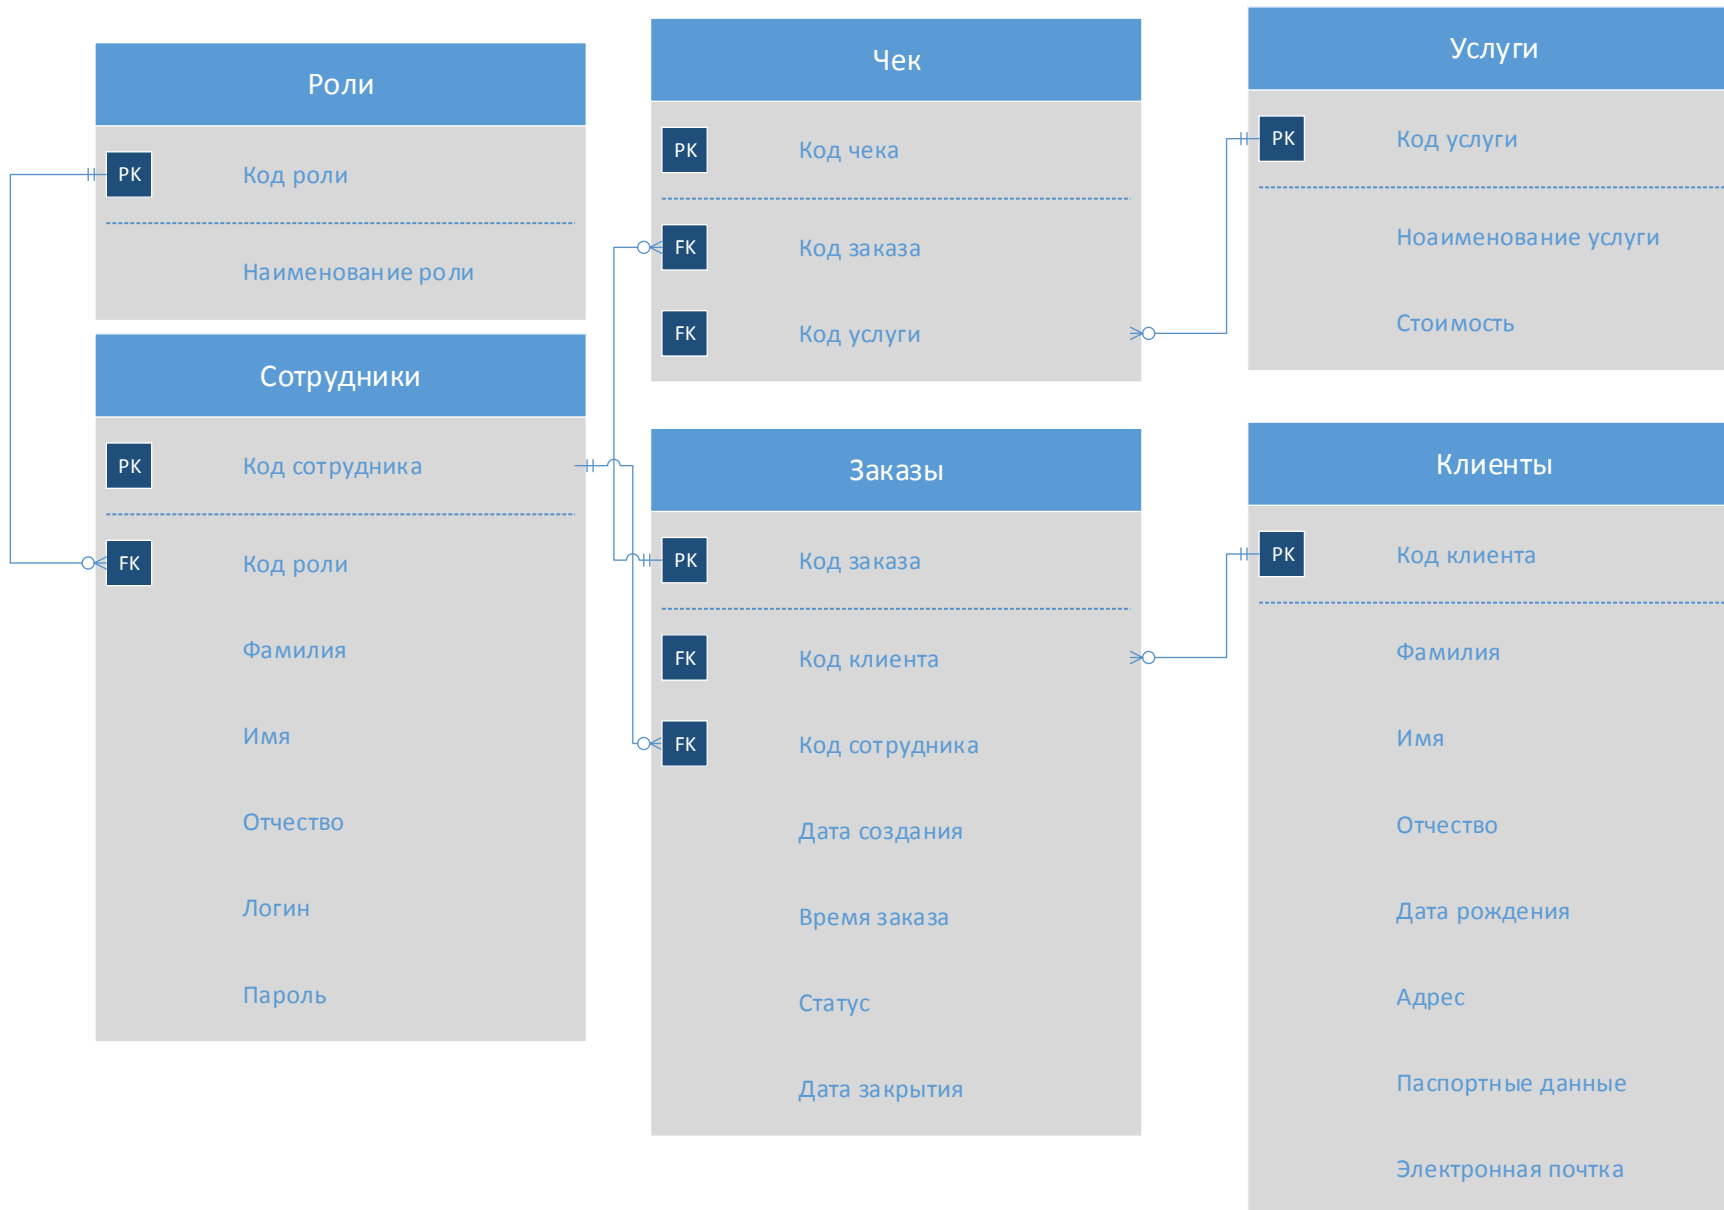 Роли
PK Код роли
Наименование роли
Сотрудники
PK Код сотрудника
FK Код роли
Фамилия
Имя
Отчество
Логин
Пароль
Чек
PK Код чека
FK Код заказа
FK Код услуги
Заказы
PK Код заказа
FK Код клиента
FK Код сотрудника
Дата создания
Время заказа
Статус
Дата закрытия
Услуги
PK Код услуги
Ноаименование услуги
Стоимость
Клиенты
PK Код клиента
Фамилия
Имя
Отчество
Дата рождения
Адрес
Паспортные данные
Электронная почтка